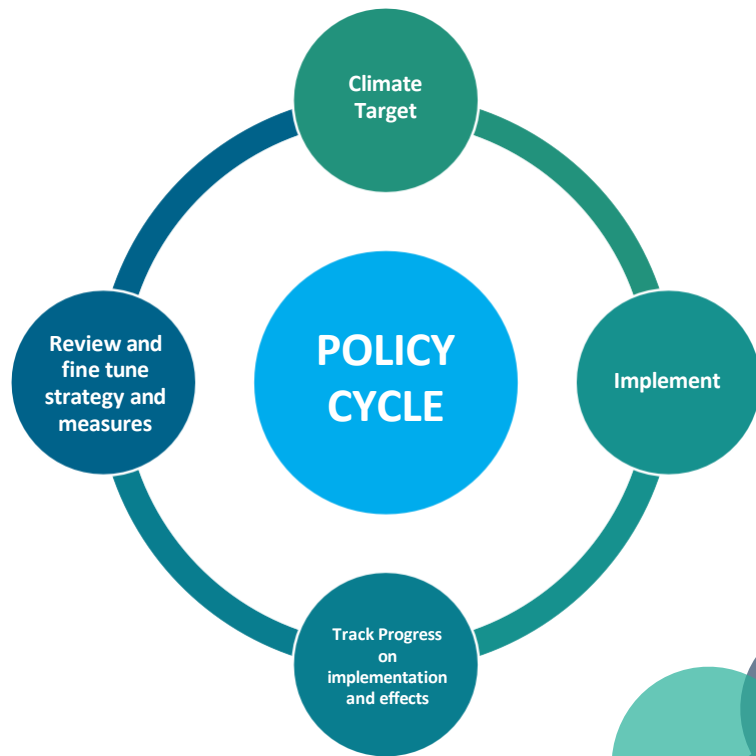 Climate
Target
Implement
Track Progress
on
implementation
and effects
Review and
fine tune
strategy and
measures
POLICY
CYCLE